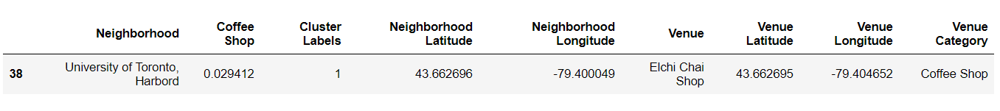 Neighborhood Coffee Shop Cluster Labels Neighborhood Latitude Neighborhood Longitude Venue Venue Latitude Venue Longitude Venue Category
38 University of Toronto, Harbord 0.029412 1 43.662696 -79.400049 Elchi Chai Shop 43.662695 -79.404652 Coffee Shop